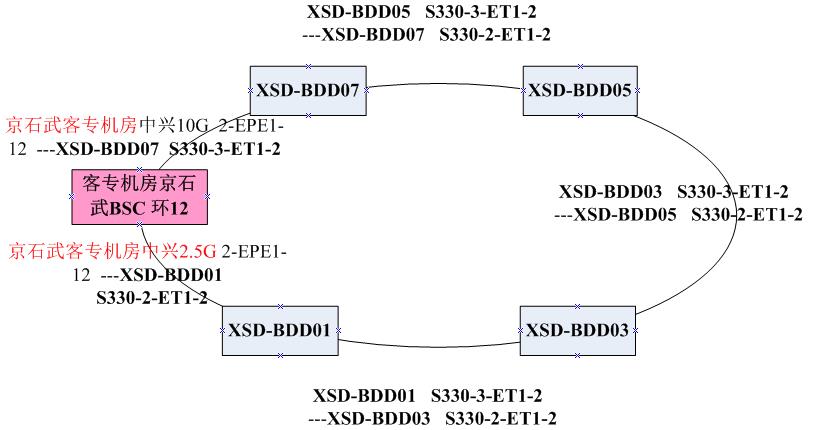 XSD-BDD05 S330-3-ET1-2
---XSD-BDD07 S330-2-ET1-2
XSD-BDD07
XSD-BDD05
京石武客专机房中兴10G 2-EPE1-
12 ---XSD-BDD07 S330-3-ET1-2
客专机房京石
武BSC 环12
XSD-BDD03 S330-3-ET1-2
---XSD-BDD05 S330-2-ET1-2
京石武客专机房中兴2.5G 2-EPE1-
12 ---XSD-BDD01
S330-2-ET1-2
XSD-BDD01
XSD-BDD03
XSD-BDD01 S330-3-ET1-2
---XSD-BDD03 S330-2-ET1-2